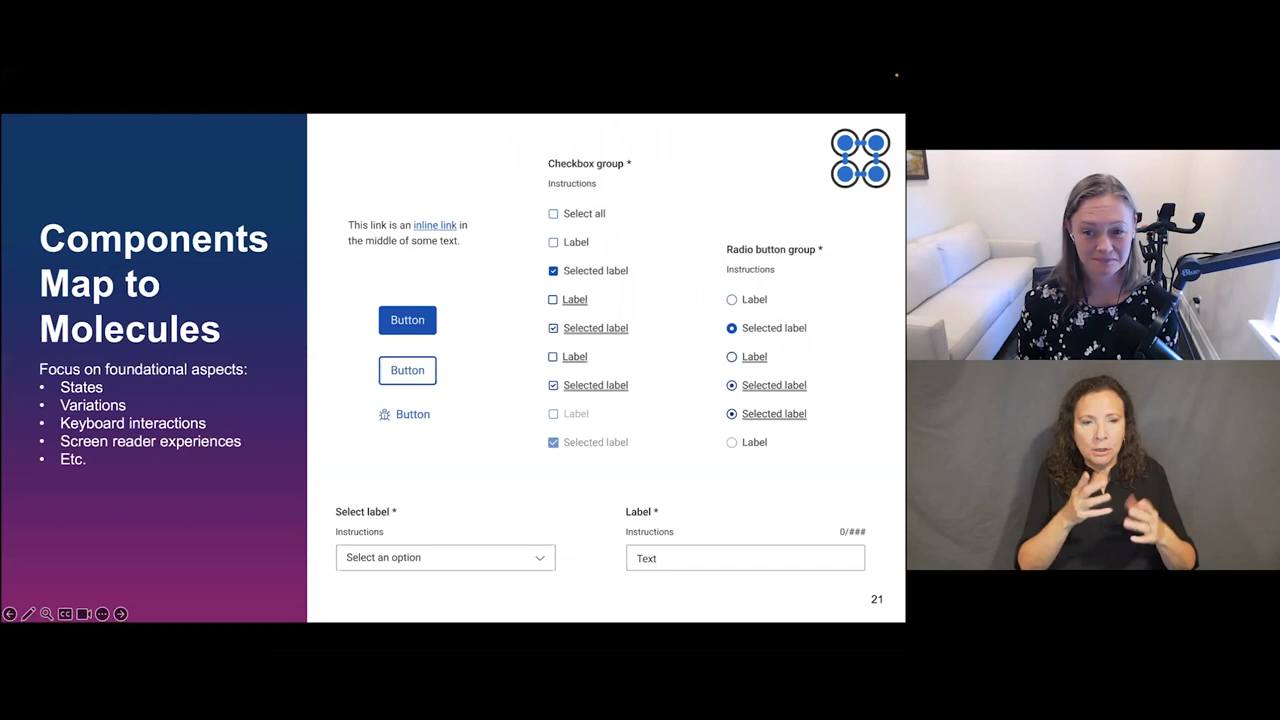 Components
Map to
Molecules
Focus on foundational aspects:
• States
• Variations
• Keyboard interactions
• Screen reader experiences
• Etc.
This link is an inline link in
the middle of some text.
Button
Button
Button
Checkbox group *
Instructions
Select all
Label
Selected label
Label
Selected label
Label
Selected label
Label
Selected label
Radio button group *
Instructions
Label
Selected label
Label
Selected label
Selected label
Label
Select label *
Instructions
Select an option
Label *
Instructions 0/###
Text
21
CC
Blue